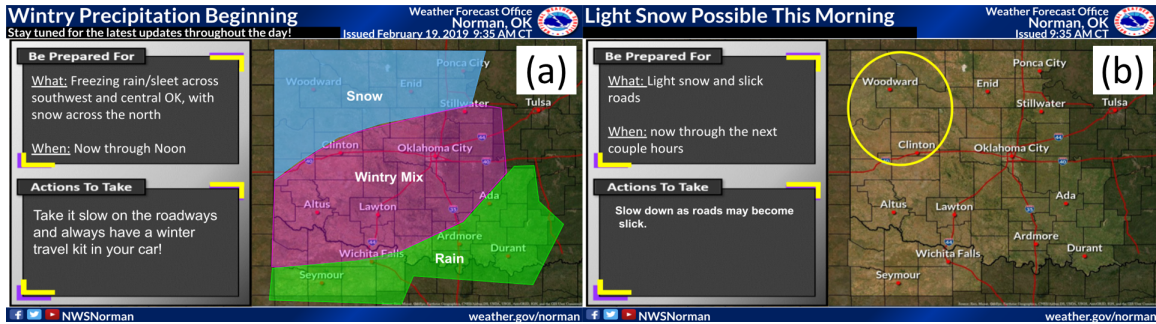 Wintry Precipitation Beginning
Stay tuned for the latest updates throughout the day!
Weather Forecast Office
Norman, OK
Issued February 19, 2019 9:35 AM CT
Be Prepared For
What: Freezing rain/sleet across
southwest and central OK, with
snow across the north
When: Now through Noon
Actions To Take
Take it slow on the roadways
and always have a winter
travel kit in your car!
(a)
Ponca City
Woodward
Enid
Snow
Stillwater
Tulsa
Clinton
Oklahoma City
Wintry Mix
Ada
Altus
Lawton
Ardmore
Durant
Wichita Falls
Rain
Seymour
NWSNorman
weather.gov/norman
Light Snow Possible This Morning
Weather Forecast Office
Norman, OK
Issued 9:35 AM CT
Be Prepared For
What: Light snow and slick
roads
When: now through the next
couple hours
Actions To Take
Slow down as roads may become
slick.
(b)
Ponca City
Woodward
Enid
Stillwater
Tulsa
Clinton
Oklahoma City
Ada
Altus
Lawton
Ardmore
Durant
Wichita Falls
Seymour
NWSNorman
weather.gov/norman